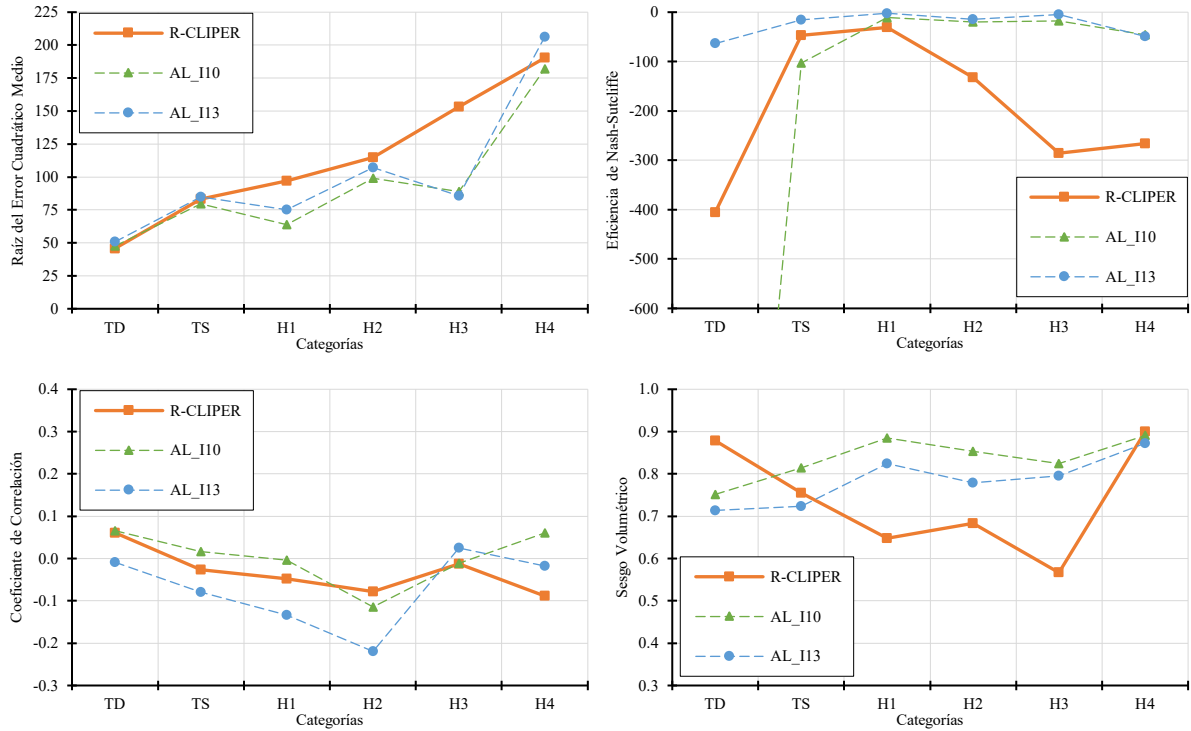 225
200
175
150
125
100
75
50
25
0
Raíz del Error Cuadrático Medio
R-CLIPER
AL_I10
AL_I13
TD TS H1 H2 H3 H4
Categorías
0
-100
-200
-300
-400
-500
-600
Eficiencia de Nash-Sutcliffe
R-CLIPER
AL_I10
AL_I13
TD TS H1 H2 H3 H4
Categorías
0.4
0.3
0.2
0.1
0.0
-0.1
-0.2
-0.3
Coeficiente de Correlación
R-CLIPER
AL_I10
AL_I13
TD TS H1 H2 H3 H4
Categorías
1.0
0.9
0.8
0.7
0.6
0.5
0.4
0.3
Sesgo Volumétrico
R-CLIPER
AL_I10
AL_I13
TD TS H1 H2 H3 H4
Categorías